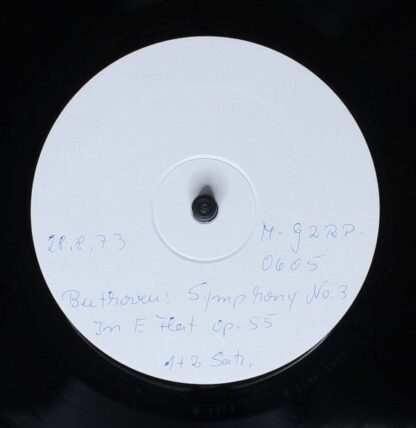 28.8.73
M-92RP-
0605
Beethoven: Symphony No. 3
In E Flat op. 55
1+2 Satz.